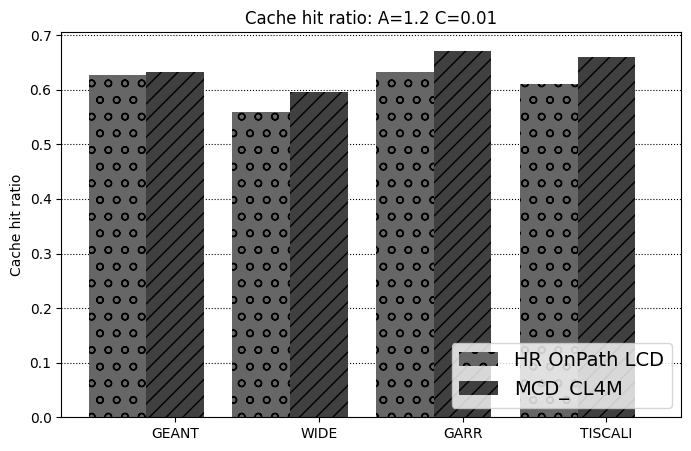 Cache hit ratio: A=1.2 C=0.01
Cache hit ratio
0.7
0.6
0.5
0.4
0.3
0.2
0.1
0.0
HR OnPath LCD
MCD_CL4M
GEANT
WIDE
GARR
TISCALI